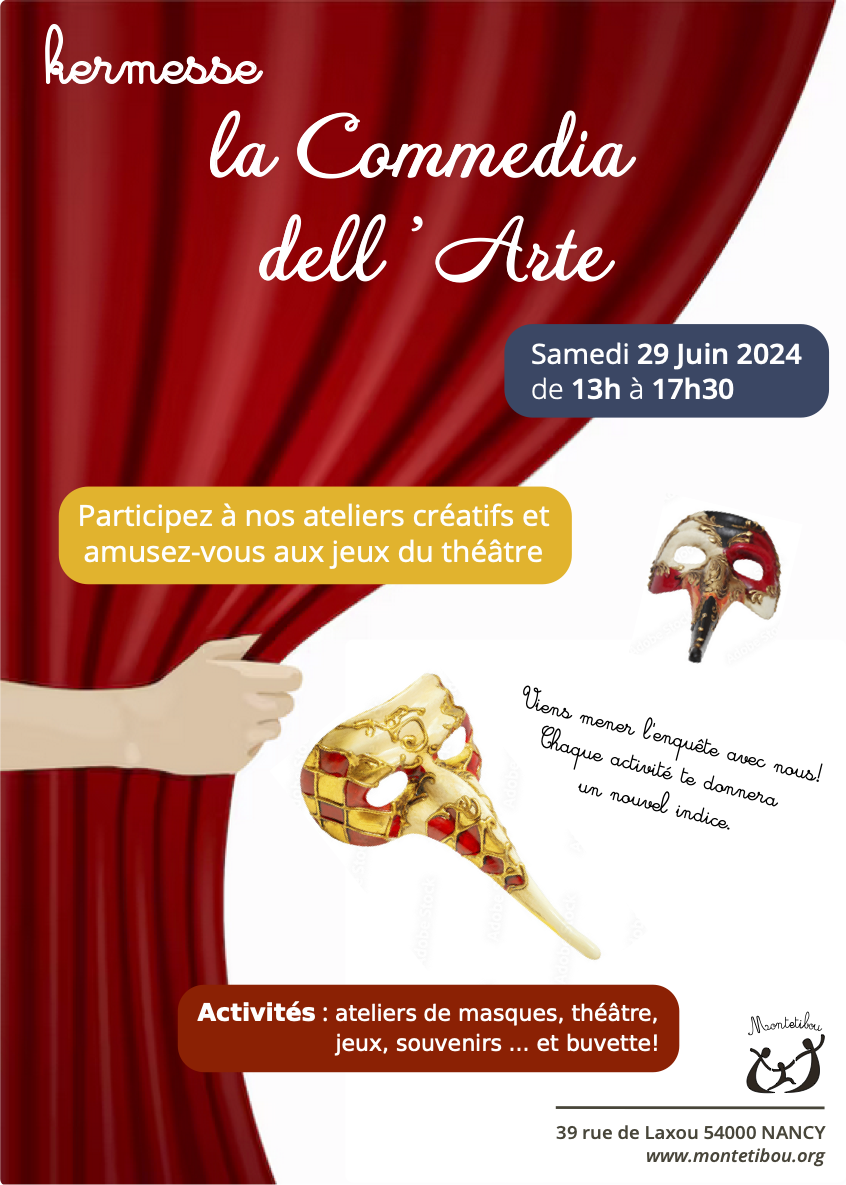 kermesse
la Commedia
dell'Arte
Samedi 29 Juin 2024
de 13h à 17h30
Participez à nos ateliers créatifs et
amusez-vous aux jeux du théâtre
Viens mener l'enquête avec nous!
Chaque activité te donnera
un nouvel indice.
Activités : ateliers de masques, théâtre,
jeux, souvenirs ... et buvette!
Montetibou
39 rue de Laxou 54000 NANCY
www.montetibou.org